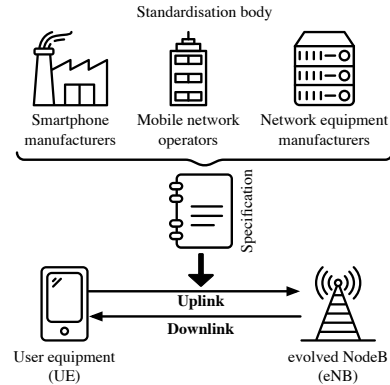 Standardisation body
Smartphone
manufacturers
Mobile network
operators
Network equipment
manufacturers
Specification
Uplink
Downlink
User equipment
(UE)
evolved NodeB
(eNB)